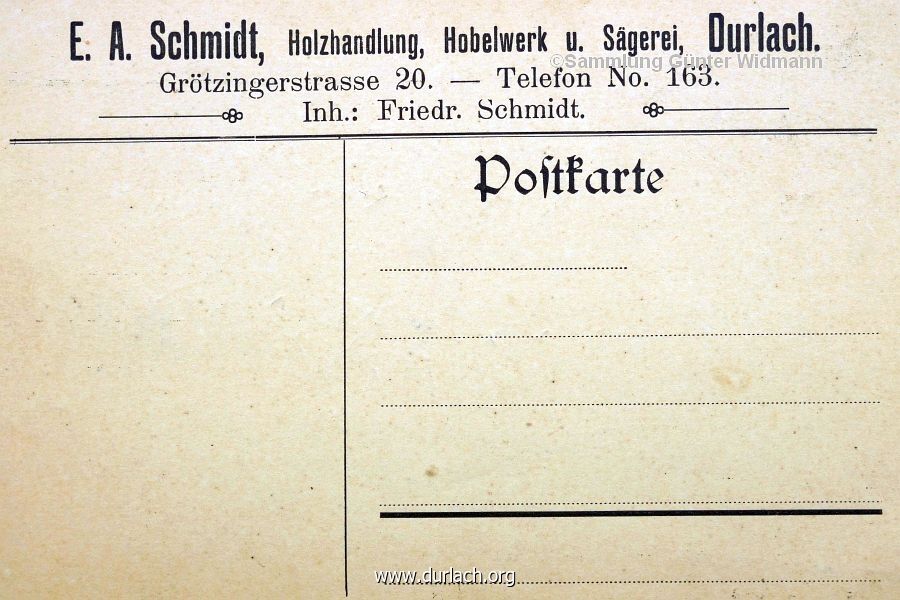 E. A. Schmidt, Holzhandlung, Hobelwerk u. Sägerei, Durlach.
©Sammlung Günter Widmann
Grötzingerstrasse 20. — Telefon No. 163.
Inh.: Friedr. Schmidt.
Poſtkarte
www.durlach.org